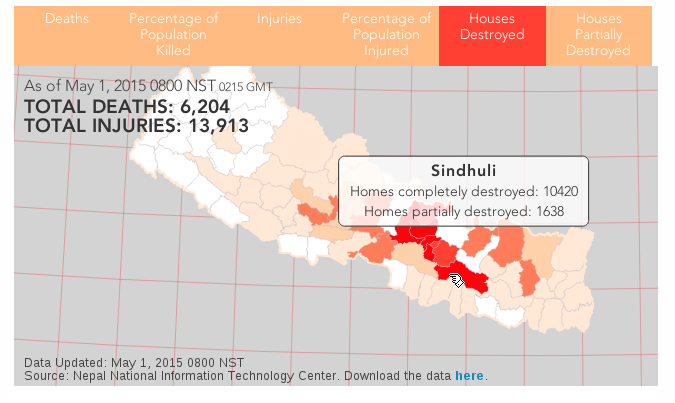 Deaths
Percentage of
Population
Killed
Injuries
Percentage of
Population
Injured
Houses
Destroyed
Houses
Partially
Destroyed
As of May 1, 2015 0800 NST 0215 GMT
TOTAL DEATHS: 6,204
TOTAL INJURIES: 13,913
Sindhuli
Homes completely destroyed: 10420
Homes partially destroyed: 1638
Data Updated: May 1, 2015 0800 NST
Source: Nepal National Information Technology Center. Download the data here.